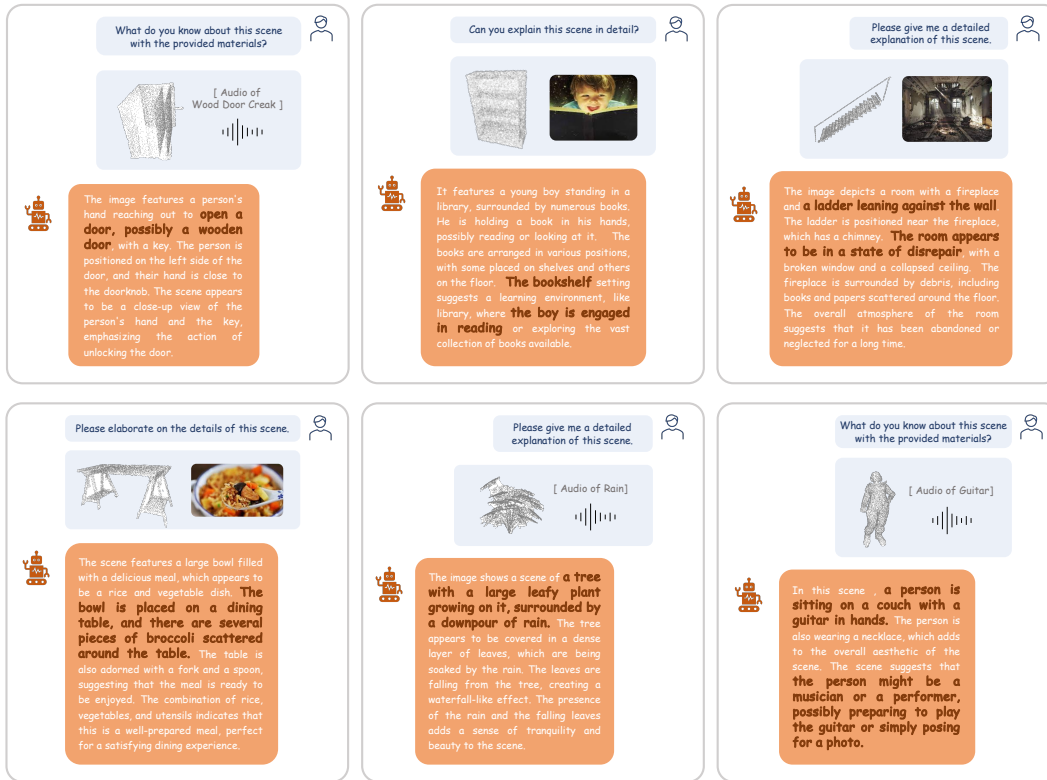 What do you know about this scene
with the provided materials?
[ Audio of
Wood Door Creak ]
The image features a person's
hand reaching out to open a
door, possibly a wooden
door, with a key. The person is
positioned on the left side of the
door, and their hand is close to
the doorknob. The scene appears
to be a close-up view of the
person's hand and the key,
emphasizing the action of
unlocking the door.
Can you explain this scene in detail?
It features a young boy standing in a
library, surrounded by numerous books.
He is holding a book in his hands,
possibly reading or looking at it. The
books are arranged in various positions,
with some placed on shelves and others
on the floor. The bookshelf setting
suggests a learning environment, like
library, where the boy is engaged
in reading or exploring the vast
collection of books available.
Please give me a detailed
explanation of this scene.
The image depicts a room with a fireplace
and a ladder leaning against the wall
The ladder is positioned near the fireplace,
which has a chimney. The room appears
to be in a state of disrepair, with a
broken window and a collapsed ceiling. The
fireplace is surrounded by debris, including
books and papers scattered around the floor.
The overall atmosphere of the room
suggests that it has been abandoned or
neglected for a long time.
Please elaborate on the details of this scene.
The scene features a large bowl filled
with a delicious meal, which appears to
be a rice and vegetable dish. The
bowl is placed on a dining
table, and there are several
pieces of broccoli scattered
around the table. The table is
also adorned with a fork and a spoon,
suggesting that the meal is ready to
be enjoyed. The combination of rice,
vegetables, and utensils indicates that
this is a well-prepared meal, perfect
for a satisfying dining experience.
Please give me a detailed
explanation of this scene.
[ Audio of Rain]
The image shows a scene of a tree
with a large leafy plant
growing on it, surrounded by
a downpour of rain. The tree
appears to be covered in a dense
layer of leaves, which are being
soaked by the rain. The leaves are
falling from the tree, creating a
waterfall-like effect. The presence
of the rain and the falling leaves
adds a sense of tranquility and
beauty to the scene.
What do you know about this scene
with the provided materials?
[ Audio of Guitar]
In this scene , a person is
sitting on a couch with a
guitar in hands. The person is
also wearing a necklace, which adds
to the overall aesthetic of the
scene. The scene suggests that
the person might be a
musician or a performer,
possibly preparing to play
the guitar or simply posing
for a photo.